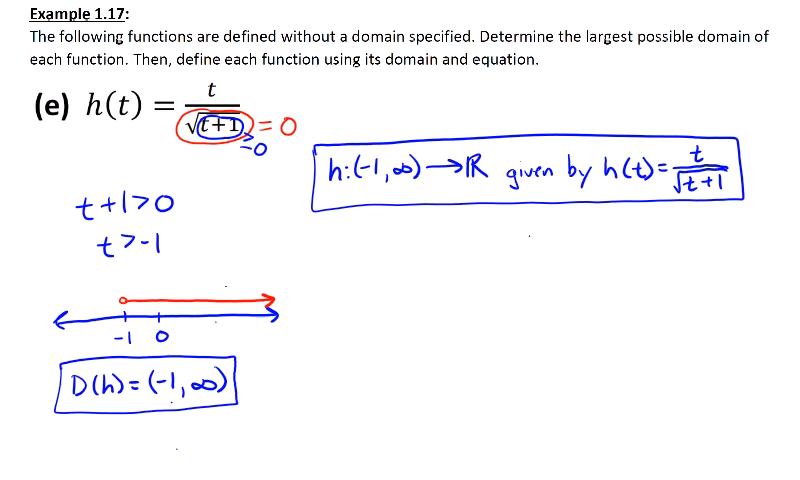 Example 1.17:
The following functions are defined without a domain specified. Determine the largest possible domain of
each function. Then, define each function using its domain and equation.
(e) h(t) = t/√(t+1) = 0
≥0
h:(-1,∞)→ℝ given by h(t)= t/√(t+1)
t+1>0
t>-1
-1 0
D(h)=(-1,∞)